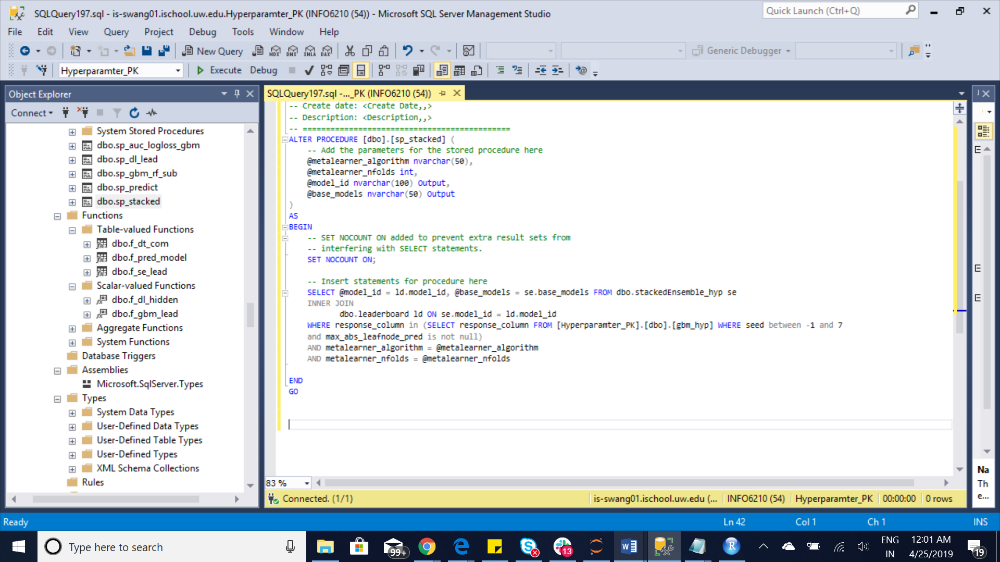 SQLQuery197.sql - is-swang01.ischool.uw.edu.Hyperparamter_PK (INFO6210 (54)) - Microsoft SQL Server Management Studio
Quick Launch (Ctrl+Q)
File Edit View Query Project Debug Tools Window Help
New Query MDX DMX XMLA DAX Generic Debugger
Hyperparamter_PK Execute Debug
Object Explorer
Connect
System Stored Procedures
dbo.sp_auc_logloss_gbm
dbo.sp_dl_lead
dbo.sp_gbm_rf_sub
dbo.sp_predict
dbo.sp_stacked
Functions
Table-valued Functions
dbo.f_dt_com
dbo.f_pred_model
dbo.f_se_lead
Scalar-valued Functions
dbo.f_dl_hidden
dbo.f_gbm_lead
Aggregate Functions
System Functions
Database Triggers
Assemblies
Microsoft.SqlServer.Types
Types
System Data Types
User-Defined Data Types
User-Defined Table Types
User-Defined Types
XML Schema Collections
Rules
SQLQuery197.sql -..._PK (INFO6210 (54))
-- Create date: <Create Date,,>
-- Description: <Description,,>
-- =============================================
ALTER PROCEDURE [dbo].[sp_stacked] (
-- Add the parameters for the stored procedure here
@metalearner_algorithm nvarchar(50),
@metalearner_nfolds int,
@model_id nvarchar(100) Output,
@base_models nvarchar(50) Output
)
AS
BEGIN
-- SET NOCOUNT ON added to prevent extra result sets from
-- interfering with SELECT statements.
SET NOCOUNT ON;
-- Insert statements for procedure here
SELECT @model_id = ld.model_id, @base_models = se.base_models FROM dbo.stackedEnsemble_hyp se
INNER JOIN
dbo.leaderboard ld ON se.model_id = ld.model_id
WHERE response_column in (SELECT response_column FROM [Hyperparamter_PK].[dbo].[gbm_hyp] WHERE seed between -1 and 7
and max_abs_leafnode_pred is not null)
AND metalearner_algorithm = @metalearner_algorithm
AND metalearner_nfolds = @metalearner_nfolds
END
GO
83 %
Connected. (1/1) is-swang01.ischool.uw.edu (... INFO6210 (54) Hyperparamter_PK 00:00:00 0 rows
Na
Th
e...
Ready Ln 42 Col 1 Ch 1 INS
Type here to search 99+ 13 W R ENG IN 12:01 AM 4/25/2019 19